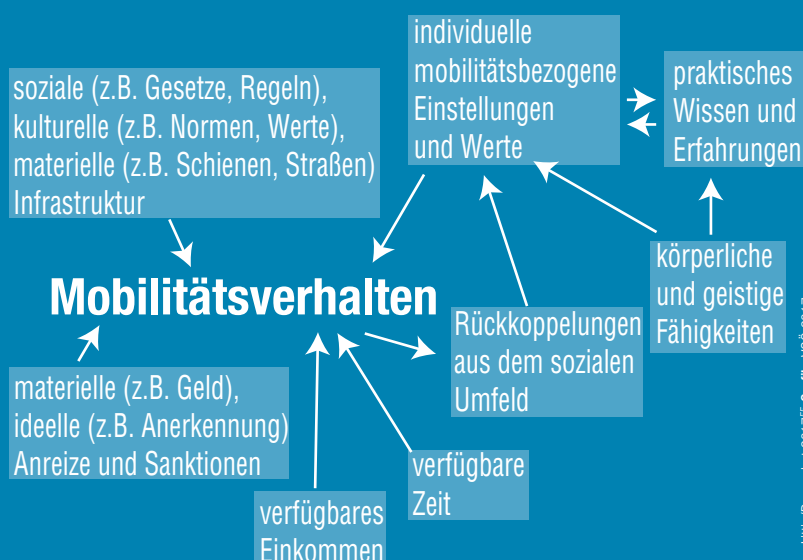 individuelle
mobilitätsbezogene
Einstellungen
und Werte
praktisches
Wissen und
Erfahrungen
soziale (z.B. Gesetze, Regeln),
kulturelle (z.B. Normen, Werte),
materielle (z.B. Schienen, Straßen)
Infrastruktur
körperliche
und geistige
Fähigkeiten
Mobilitätsverhalten
Rückkoppelungen
aus dem sozialen
Umfeld
materielle (z.B. Geld),
ideelle (z.B. Anerkennung)
Anreize und Sanktionen
verfügbare
Zeit
verfügbares
Einkommen